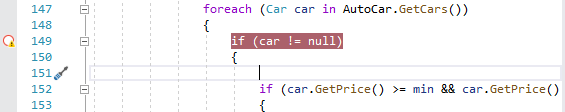 147 foreach (Car car in AutoCar.GetCars())
148 {
149 if (car != null)
150 {
151
152 if (car.GetPrice() >= min && car.GetPrice()
153 {